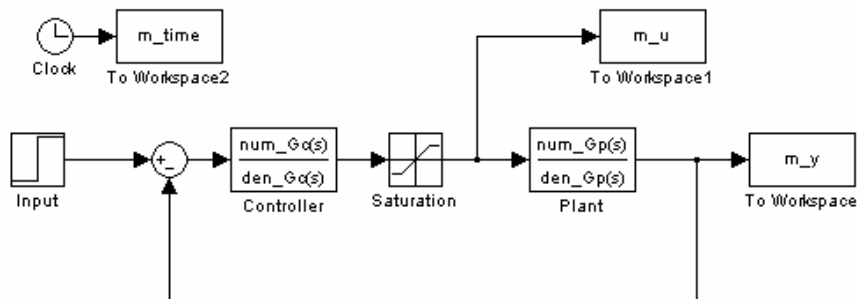 m_time
Clock
To Workspace2
m_u
To Workspace1
+
-
num_Gc(s)
den_Gc(s)
num_Gp(s)
den_Gp(s)
m_y
Input
Controller
Saturation
Plant
To Workspace